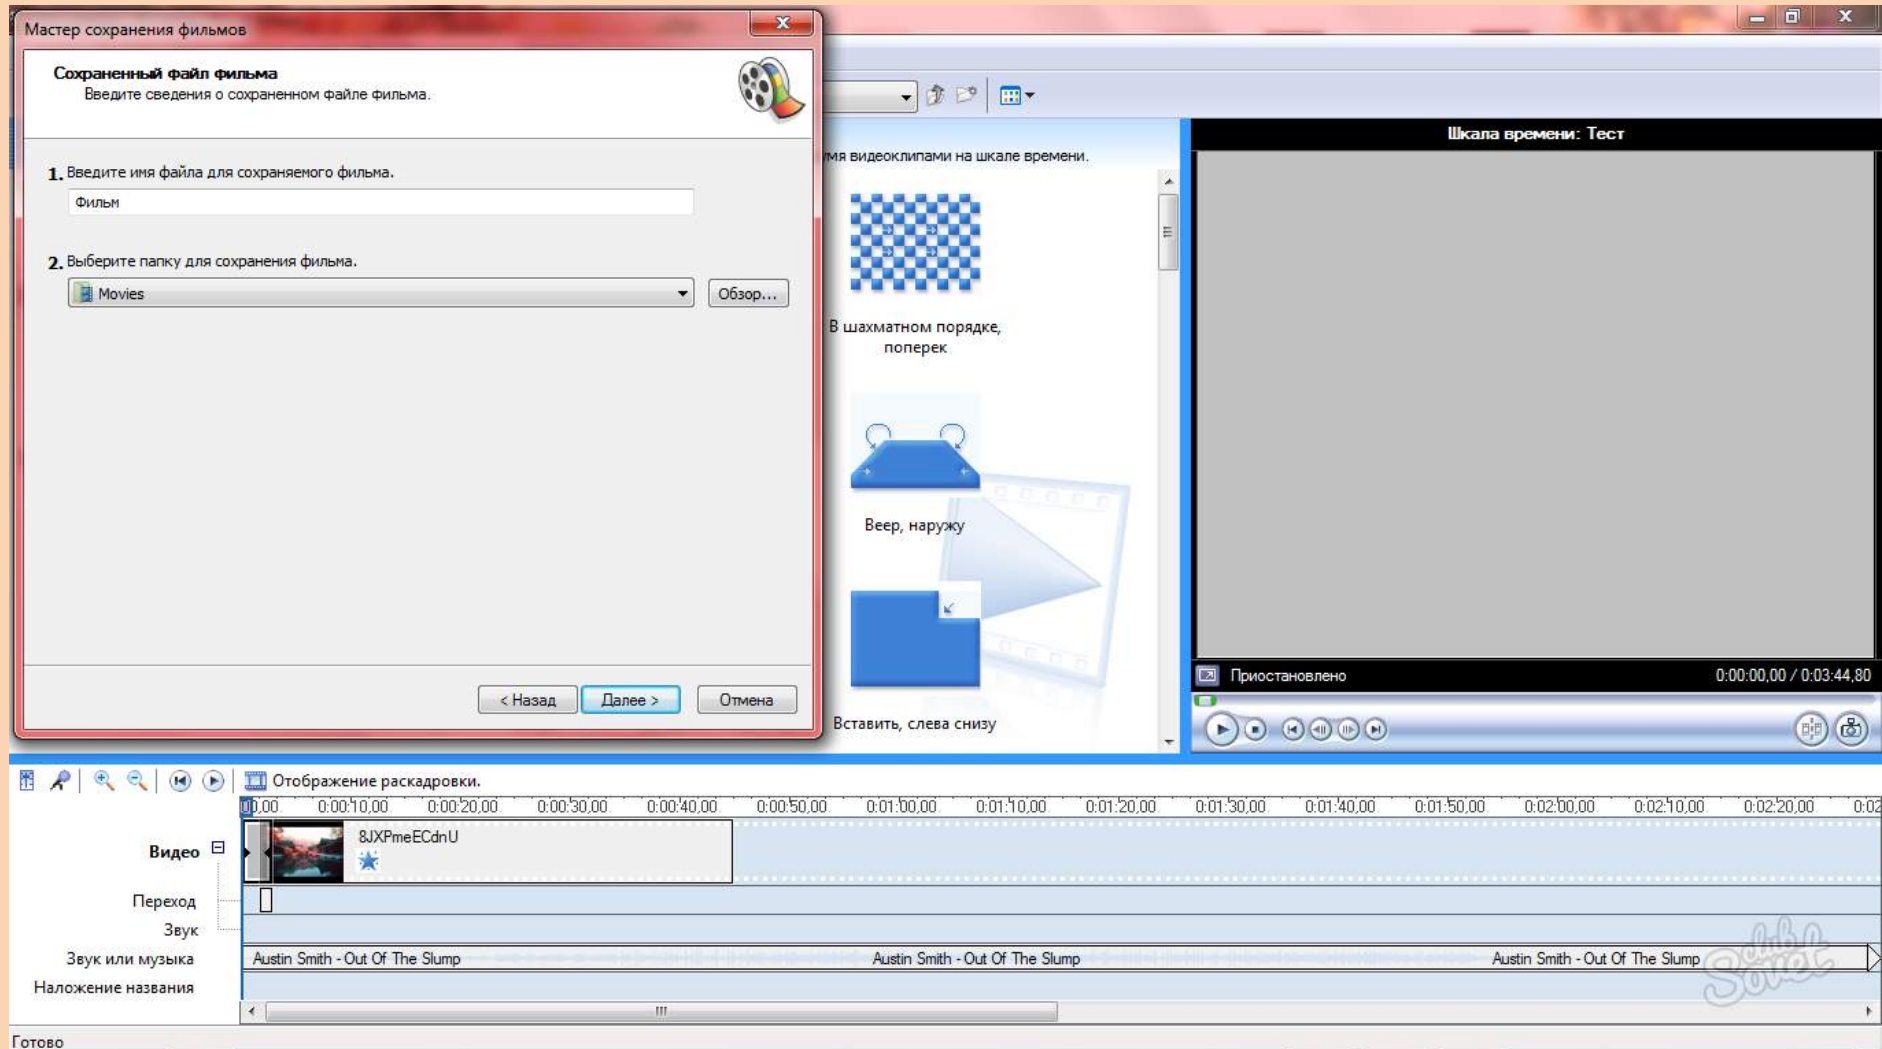 Мастер сохранения фильмов
Сохраненный файл фильма
Введите сведения о сохраненном файле фильма.
1. Введите имя файла для сохраняемого фильма.
Фильм
2. Выберите папку для сохранения фильма.
Movies
Обзор...
< Назад
Далее >
Отмена
видеоклипами на шкале времени.
В шахматном порядке,
поперек
Веер, наружу
Вставить, слева снизу
Шкала времени: Тест
Приостановлено
0:00:00,00 / 0:03:44,80
Отображение раскадровки.
0:00:10,00 0:00:20,00 0:00:30,00 0:00:40,00 0:00:50,00 0:01:00,00 0:01:10,00 0:01:20,00 0:01:30,00 0:01:40,00 0:01:50,00 0:02:00,00 0:02:10,00 0:02:20,00 0:02
Видео
8JXPmeECdnU
Переход
Звук
Звук или музыка
Austin Smith - Out Of The Slump
Austin Smith - Out Of The Slump
Austin Smith - Out Of The Slump
Наложение названия
club
Sovet
Готово